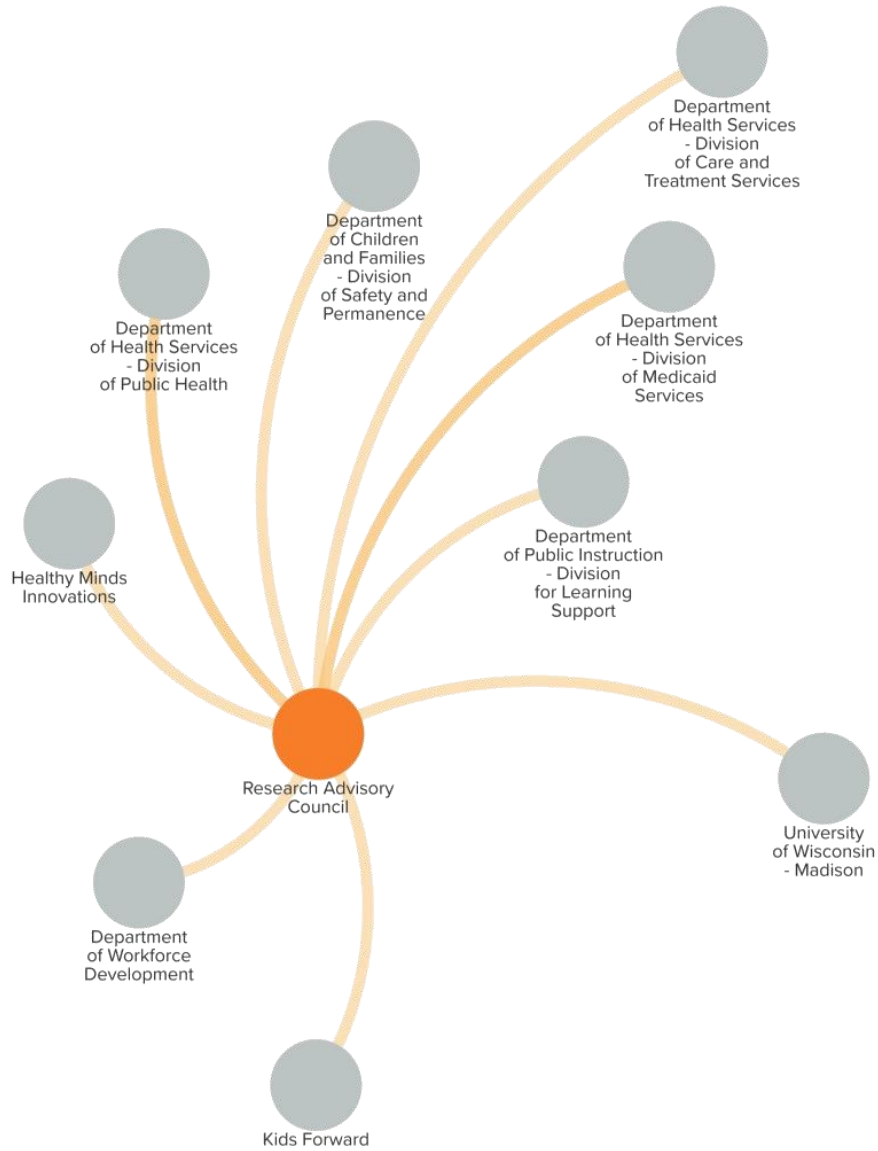 Department
of Health Services
- Division
of Care and
Treatment Services
Department
of Children
and Families
- Division
of Safety and
Permanence
Department
of Health Services
- Division
of Public Health
Department
of Health Services
- Division
of Medicaid
Services
Department
of Public Instruction
- Division
for Learning
Support
Healthy Minds
Innovations
Research Advisory
Council
University
of Wisconsin
- Madison
Department
of Workforce
Development
Kids Forward